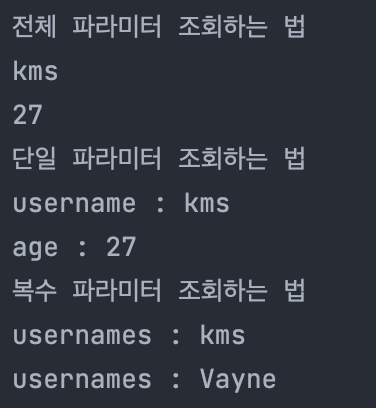 전체 파라미터 조회하는 법
kms
27
단일 파라미터 조회하는 법
username : kms
age : 27
복수 파라미터 조회하는 법
usernames : kms
usernames : Vayne